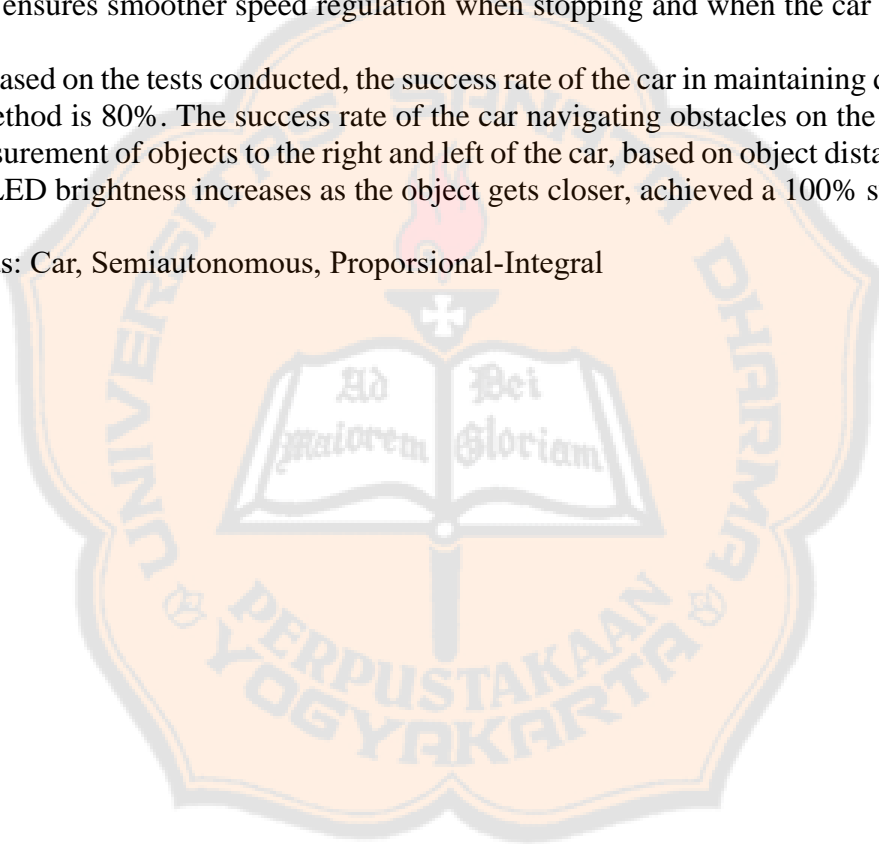 ensures smoother speed regulation when stopping and when the car
ased on the tests conducted, the success rate of the car in maintaining
ethod is 80%. The success rate of the car navigating obstacles on the
surement of objects to the right and left of the car, based on object dista
LED brightness increases as the object gets closer, achieved a 100% s
s: Car, Semiautonomous, Proporsional-Integral
UNIVERSITAS SANATA DHARMA
Ad
Maiorem
Dei
Gloriam
PERPUSTAKAAN
YOGYAKARTA